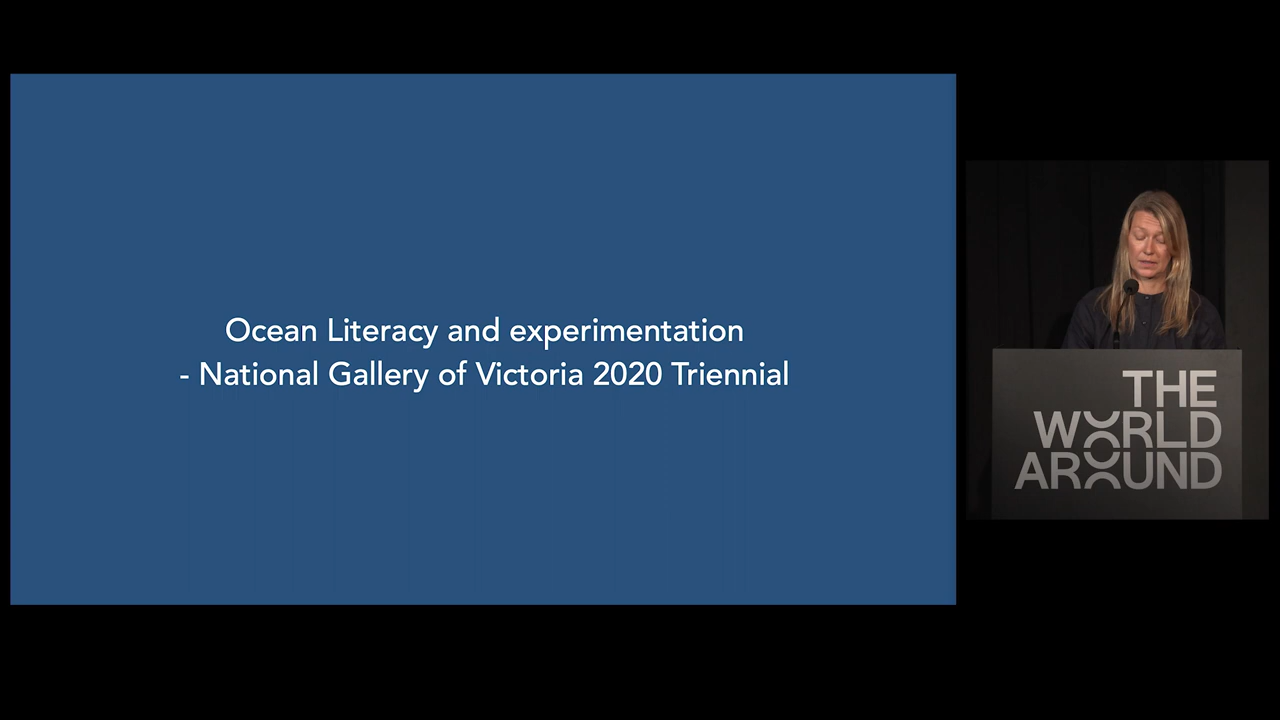 Ocean Literacy and experimentation
- National Gallery of Victoria 2020 Triennial
THE
WORLD
AROUND